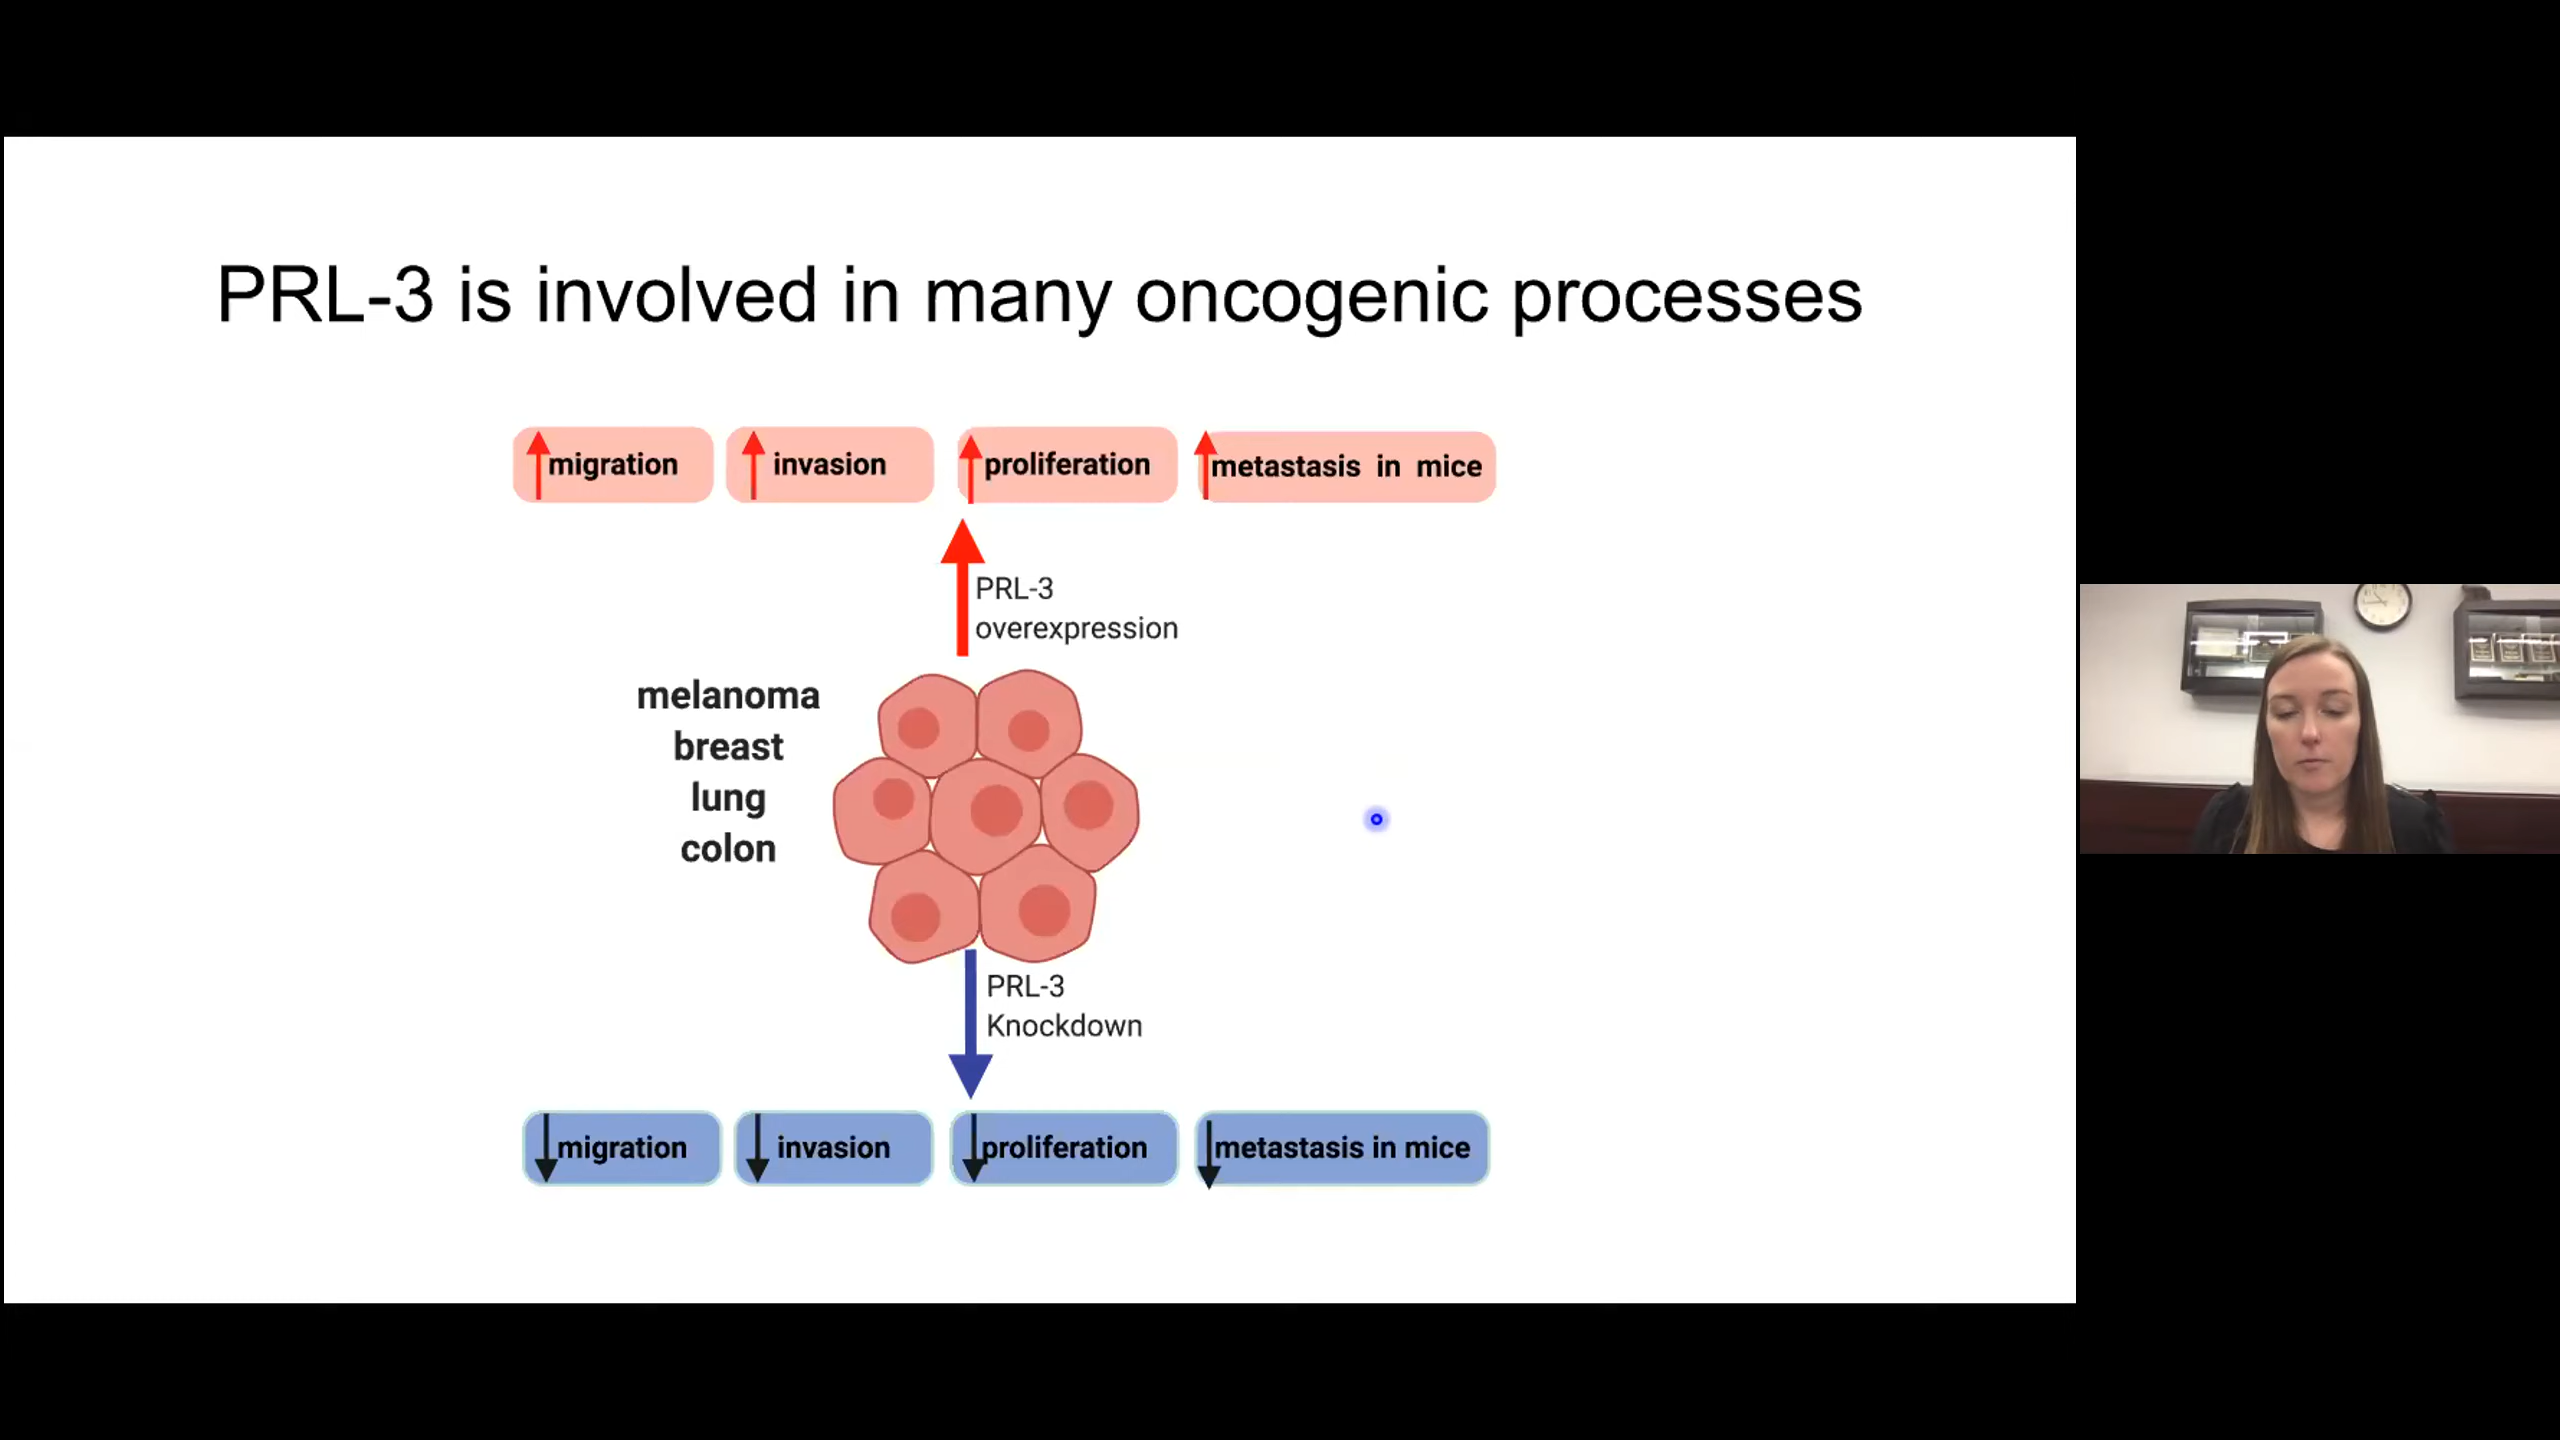 PRL-3 is involved in many oncogenic processes
migration
invasion
proliferation
metastasis in mice
PRL-3
overexpression
melanoma
breast
lung
colon
PRL-3
Knockdown
migration
invasion
proliferation
metastasis in mice